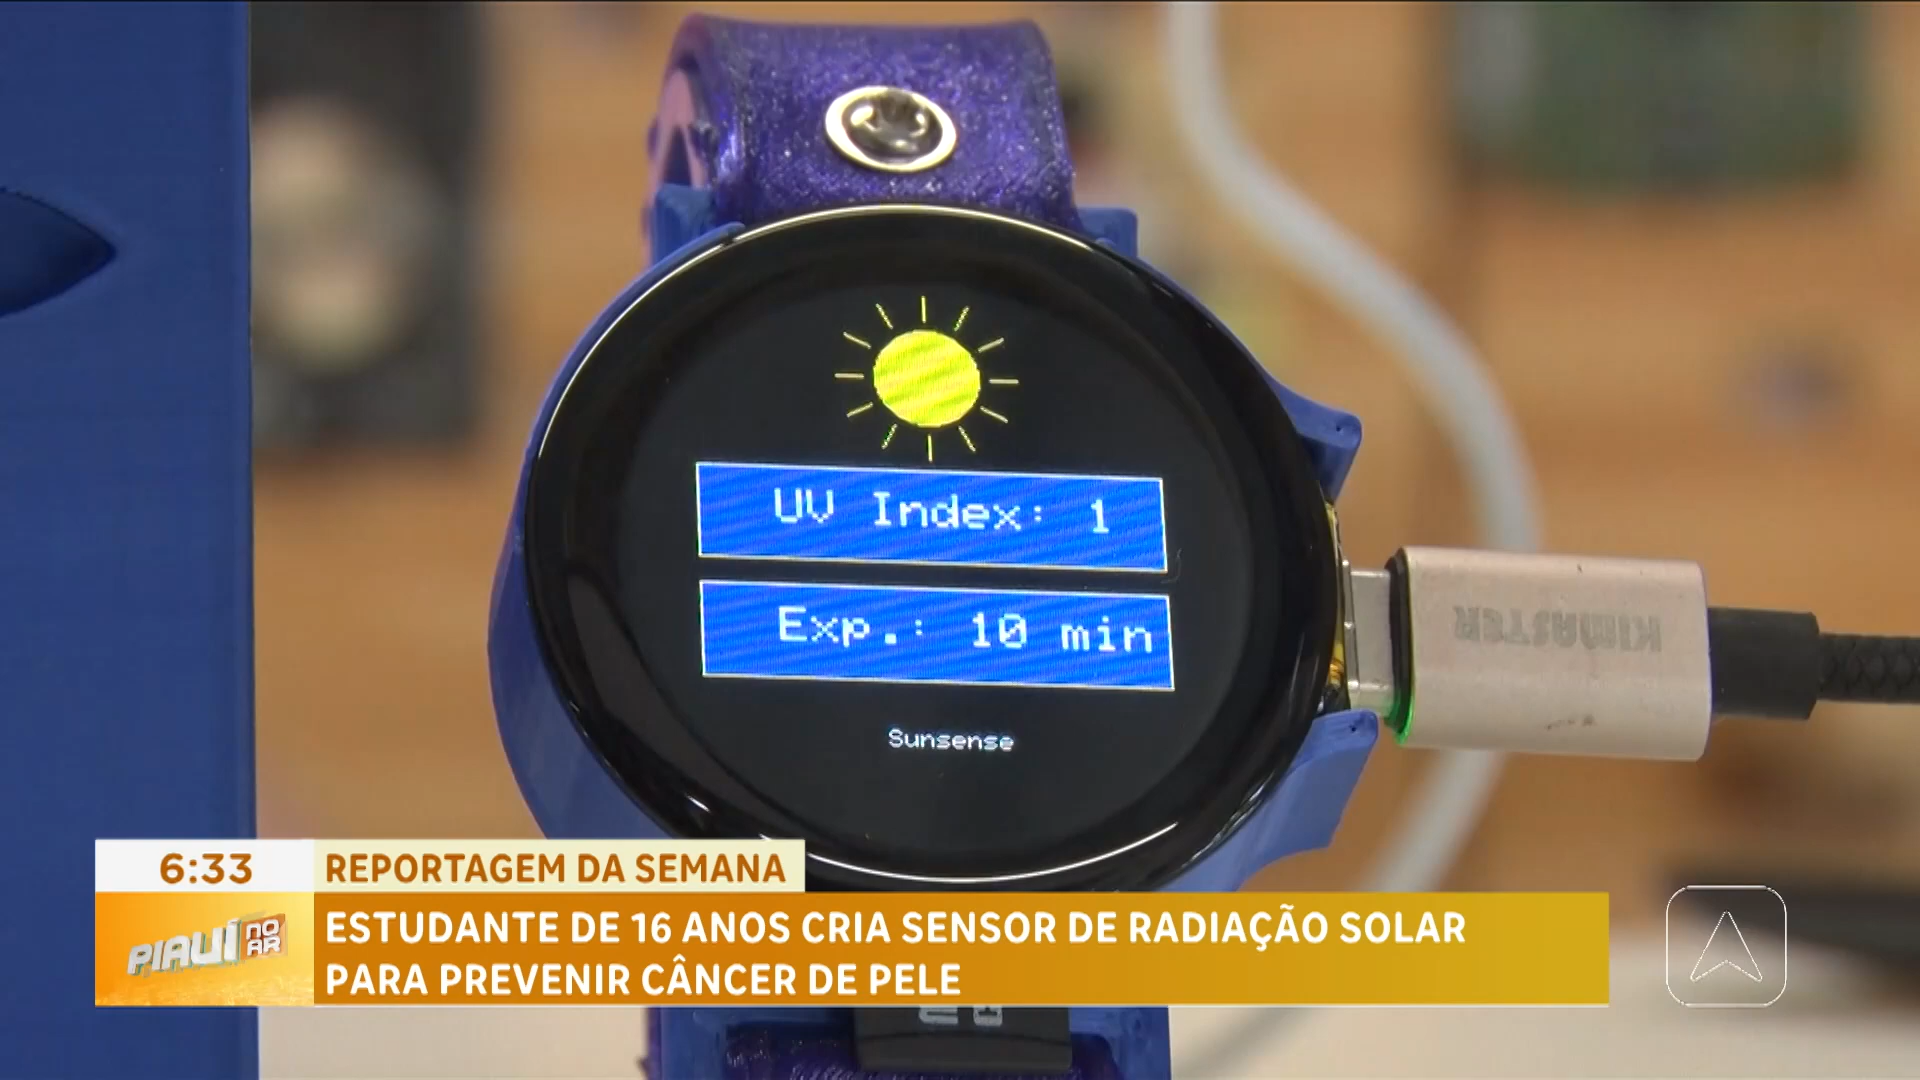 UV Index: 1
Exp.: 10 min
Sunsense
KIMASTER
6:33
REPORTAGEM DA SEMANA
PIAUÍ NO AR
ESTUDANTE DE 16 ANOS CRIA SENSOR DE RADIAÇÃO SOLAR
PARA PREVENIR CÂNCER DE PELE